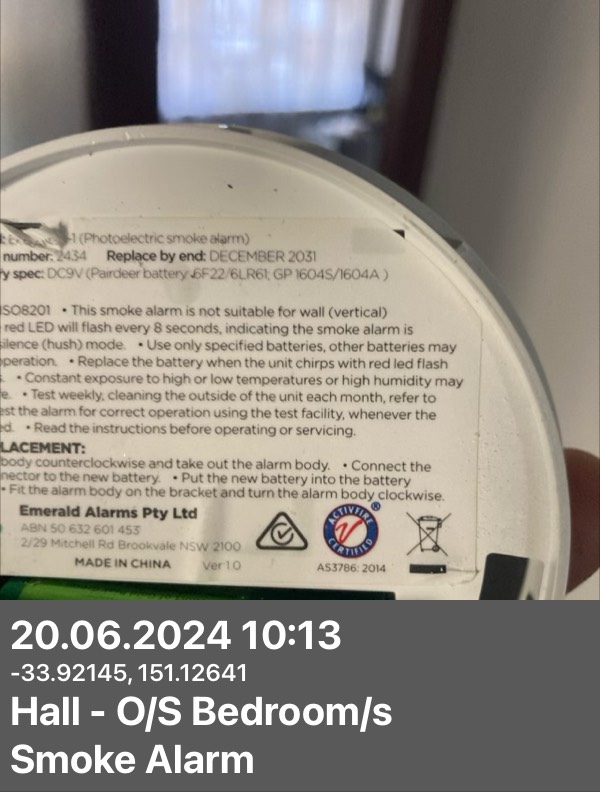 -1 (Photoelectric smoke alarm)
number: 2434 Replace by end: DECEMBER 2031
y spec: DC9V (Pairdeer battery 6F22/6LR61; GP 1604S/1604A )
ISO8201 • This smoke alarm is not suitable for wall (vertical)
red LED will flash every 8 seconds, indicating the smoke alarm is
silence (hush) mode. • Use only specified batteries, other batteries may
operation. • Replace the battery when the unit chirps with red led flash
• Constant exposure to high or low temperatures or high humidity may
e. • Test weekly, cleaning the outside of the unit each month, refer to
est the alarm for correct operation using the test facility, whenever the
d. • Read the instructions before operating or servicing.
LACEMENT:
body counterclockwise and take out the alarm body. • Connect the
nector to the new battery. • Put the new battery into the battery
• Fit the alarm body on the bracket and turn the alarm body clockwise.
Emerald Alarms Pty Ltd
ABN 50 632 601 453
2/29 Mitchell Rd Brookvale NSW 2100
MADE IN CHINA Ver 1.0
ACTIVFIRE ®
CERTIFIED
AS3786: 2014
20.06.2024 10:13
-33.92145, 151.12641
Hall - O/S Bedroom/s
Smoke Alarm